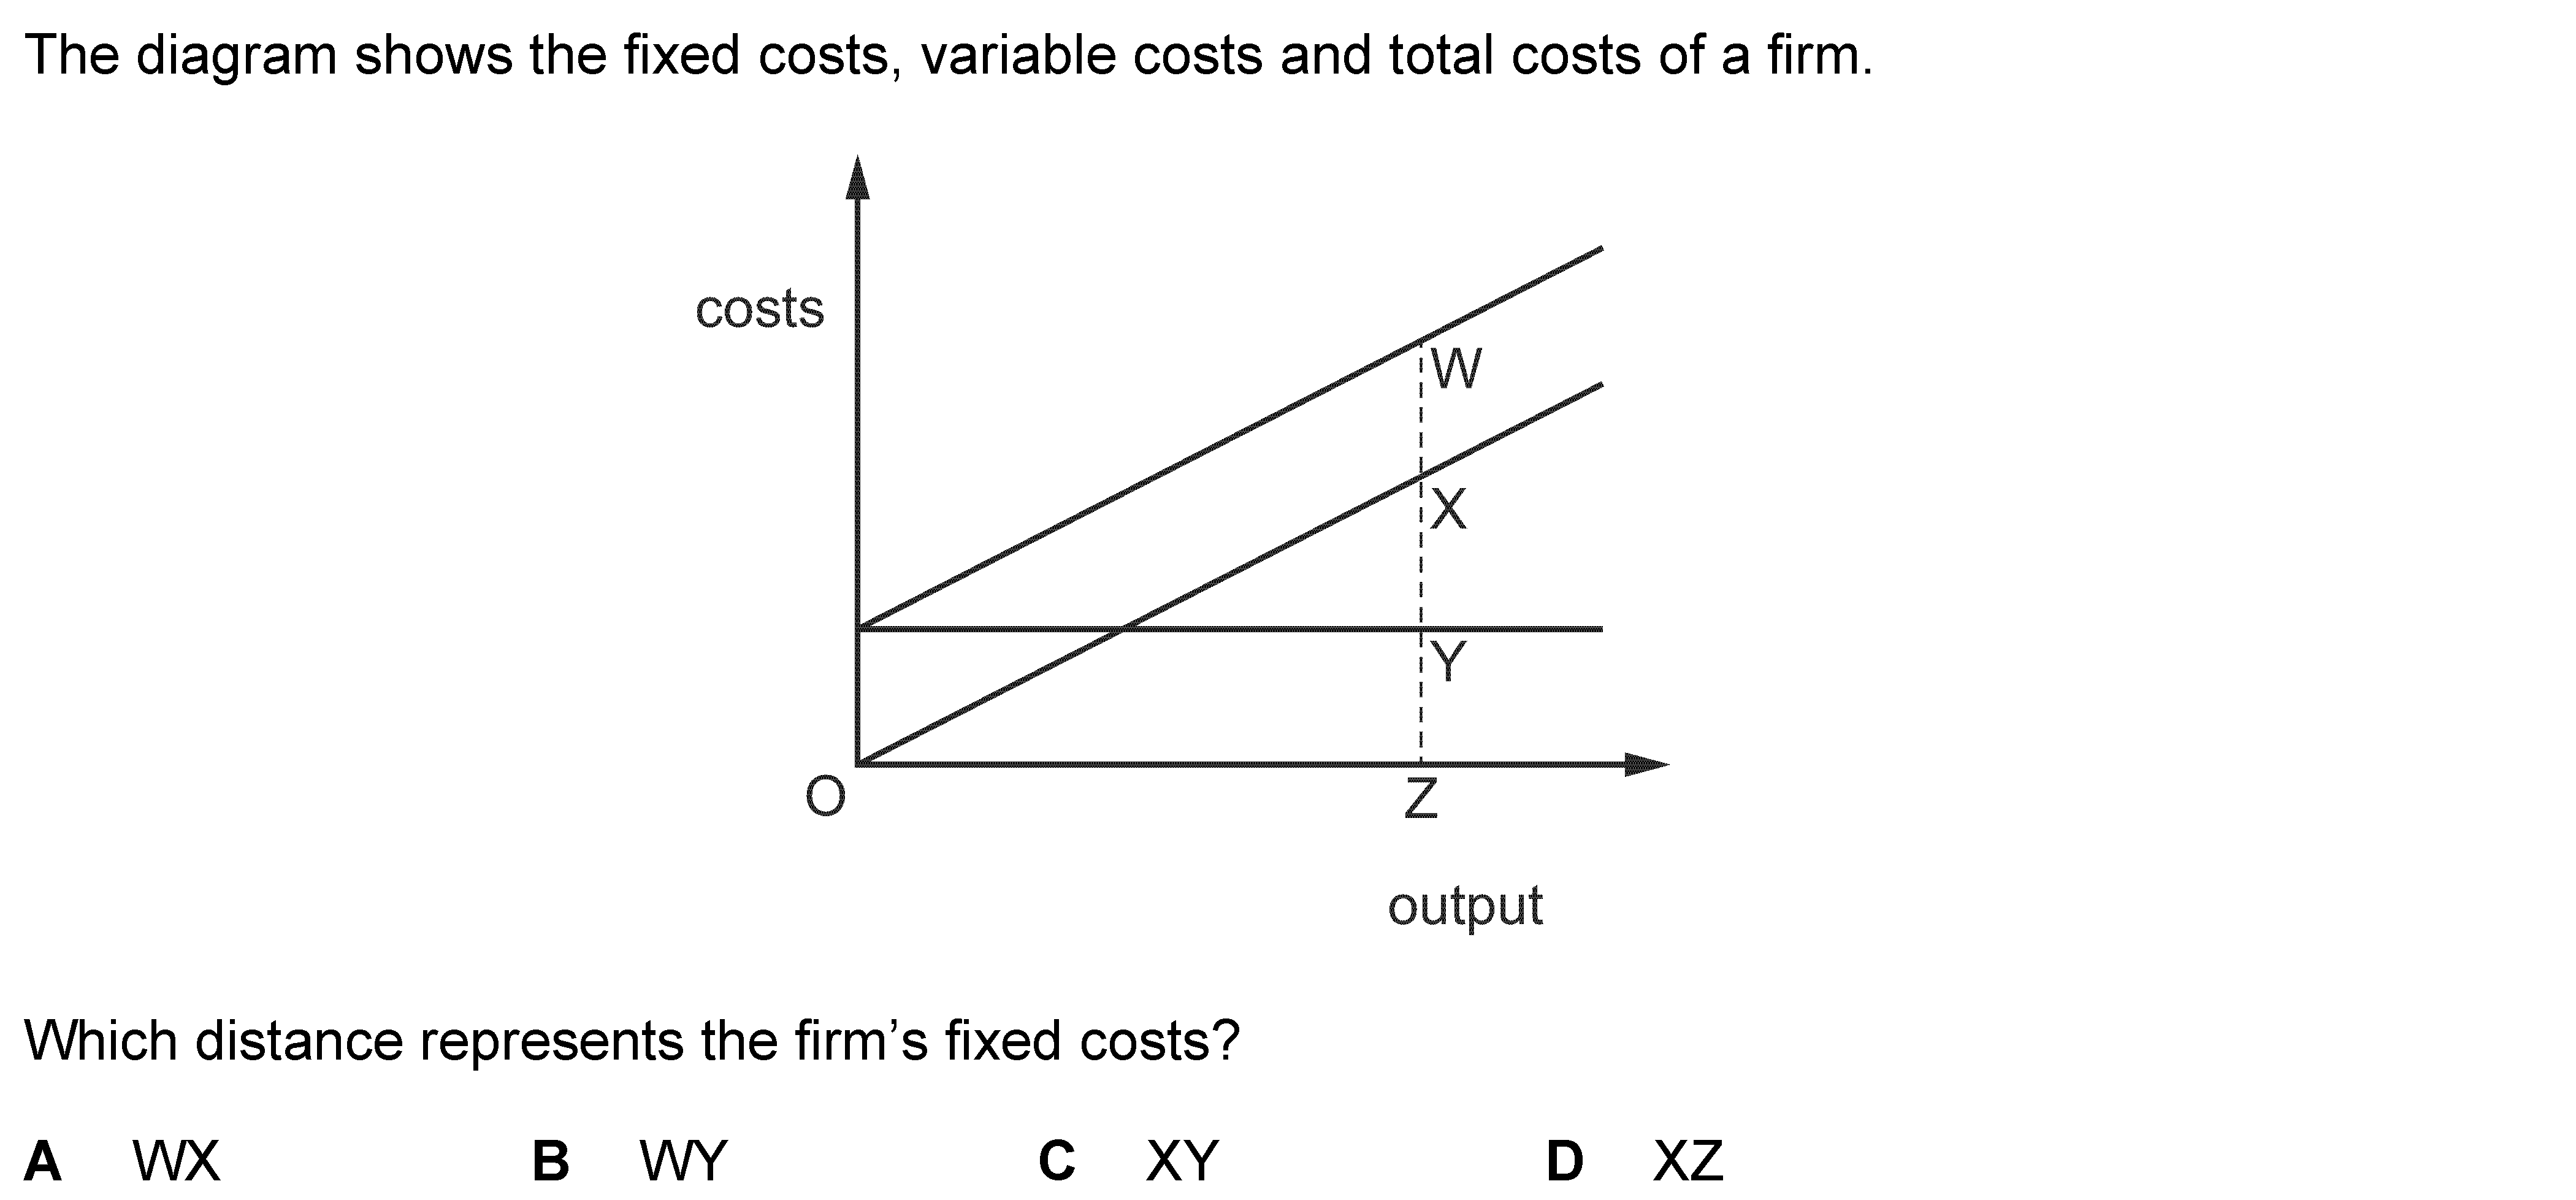 The diagram shows the fixed costs, variable costs and total costs of a firm.
costs
W
X
Y
O
Z
output
Which distance represents the firm’s fixed costs?
A WX B WY C XY D XZ